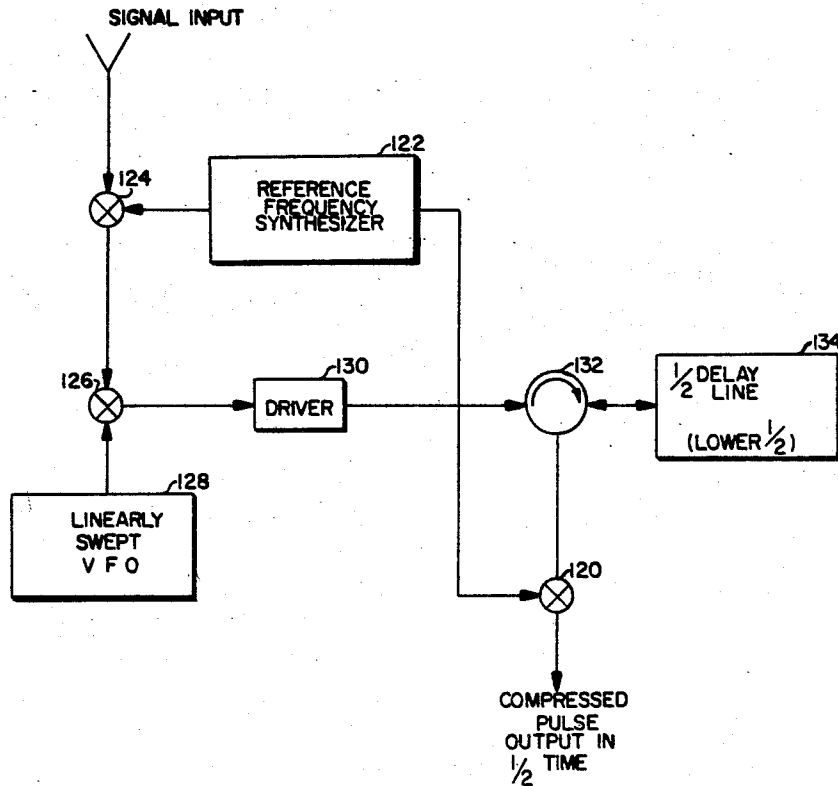 SIGNAL INPUT
124
122
REFERENCE
FREQUENCY
SYNTHESIZER
126
130
DRIVER
132
134
1/2 DELAY
LINE
(LOWER 1/2)
128
LINEARLY
SWEPT
V F O
120
COMPRESSED
PULSE
OUTPUT IN
1/2 TIME